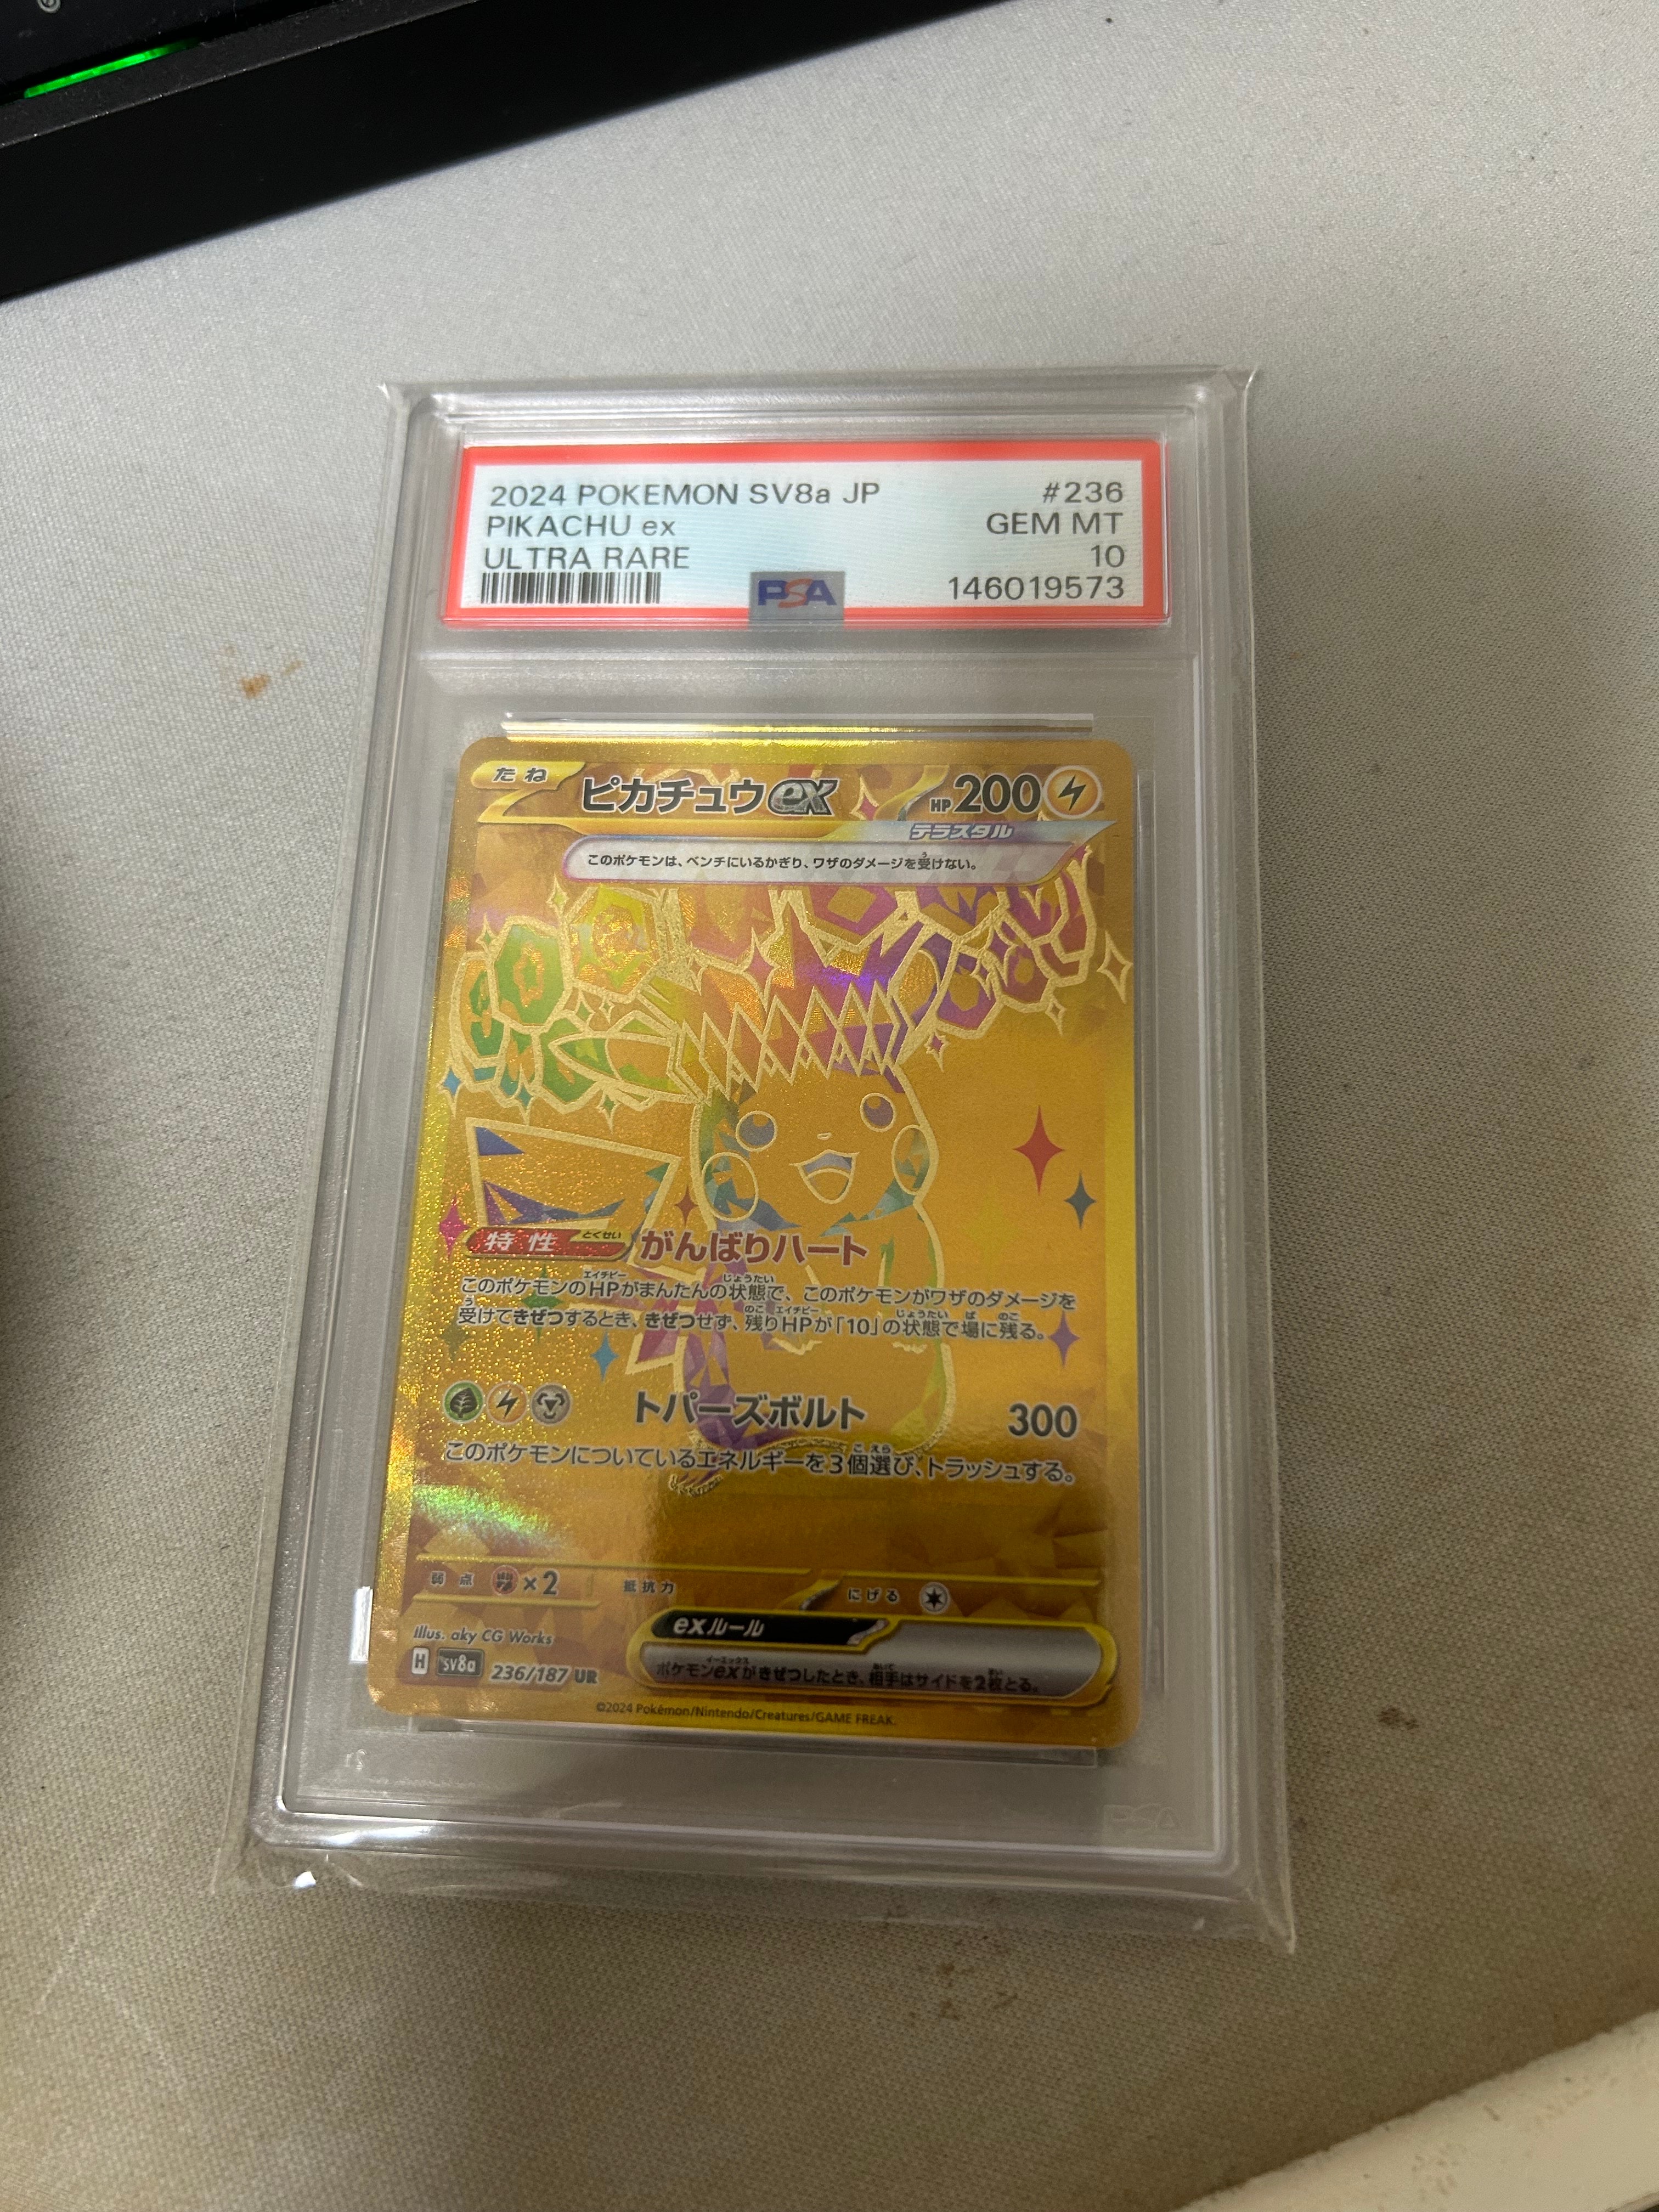 2024 POKEMON SV8a JP #236
PIKACHU ex GEM MT
ULTRA RARE 10
PSA 146019573
たね ピカチュウex HP200
テラスタル
このポケモンは、ベンチにいるかぎり、ワザのダメージを受けない。
特性 とくせい がんばりハート
このポケモンのHPがまんたんの状態で、このポケモンがワザのダメージを
受けてきぜつするとき、きぜつせず、残りHPが「10」の状態で場に残る。
トパーズボルト 300
このポケモンについているエネルギーを3個選び、トラッシュする。
弱点 ×2 抵抗力 にげる
Illus. aky CG Works
exルール
H SV8a 236/187 UR
ポケモンexがきぜつしたとき、相手はサイドを2枚とる。
©2024 Pokémon/Nintendo/Creatures/GAME FREAK.